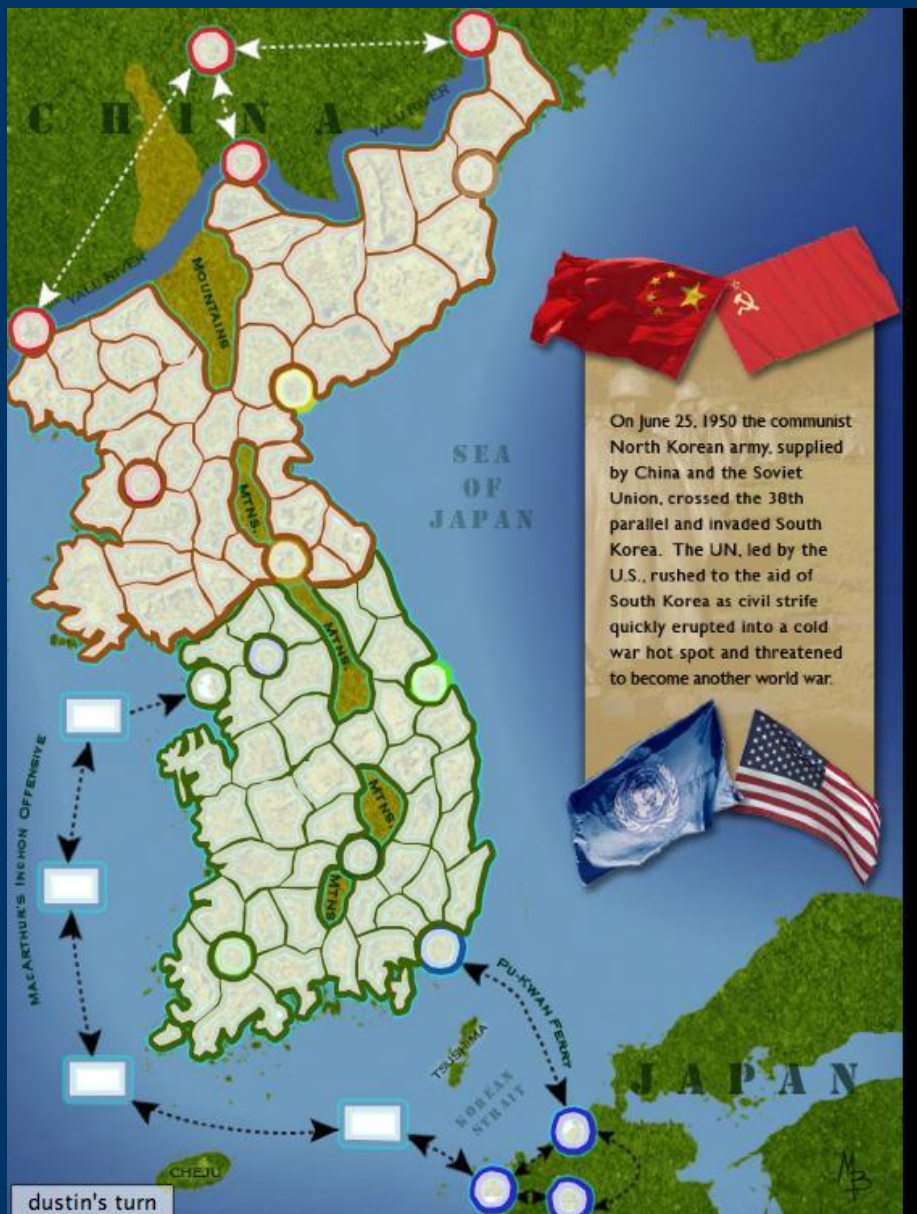 CHINA
YALU RIVER
YALU RIVER
MOUNTAINS
MTNS.
MTNS.
MTNS.
MTNS
SEA
OF
JAPAN
On June 25, 1950 the communist
North Korean army, supplied
by China and the Soviet
Union, crossed the 38th
parallel and invaded South
Korea. The UN, led by the
U.S., rushed to the aid of
South Korea as civil strife
quickly erupted into a cold
war hot spot and threatened
to become another world war.
MACARTHUR'S INCHON OFFENSIVE
PU-KWAN FERRY
TSUSHIMA
KOREAN
STRAIT
JAPAN
CHEJU
MB
dustin's turn